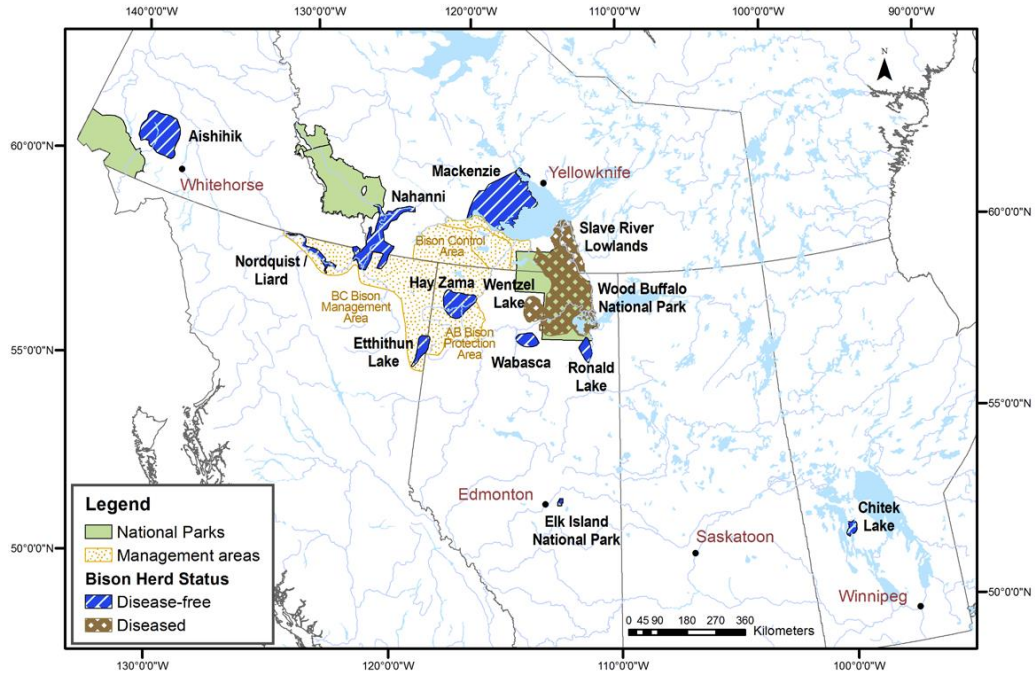 140°0'0"W
130°0'0"W
120°0'0"W
110°0'0"W
100°0'0"W
90°0'0"W
N
60°0'0"N
Aishihik
Whitehorse
Mackenzie
Yellowknife
Nahanni
60°0'0"N
Slave River
Lowlands
Bison Control
Area
Nordquist /
Liard
Hay Zama
Wentzel
Lake
Wood Buffalo
National Park
BC Bison
Management
Area
AB Bison
Protection
Area
Etthithun
Lake
55°0'0"N
Wabasca
Ronald
Lake
55°0'0"N
Edmonton
Elk Island
National Park
Saskatoon
Chitek
Lake
Winnipeg
50°0'0"N
50°0'0"N
Legend
National Parks
Management areas
Bison Herd Status
Disease-free
Diseased
0 45 90 180 270 360
Kilometers
130°0'0"W
120°0'0"W
110°0'0"W
100°0'0"W